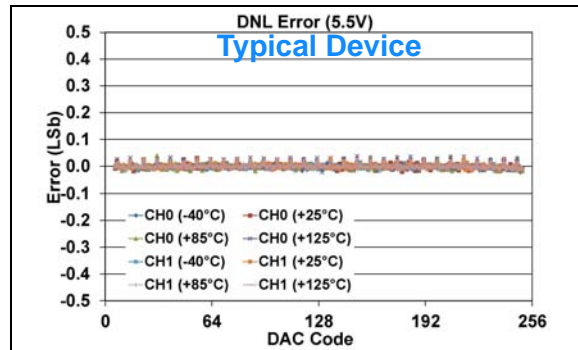 DNL Error (5.5V)
Typical Device
0.5
0.4
0.3
0.2
0.1
0.0
-0.1
-0.2
-0.3
-0.4
-0.5
Error (LSb)
CH0 (-40°C) CH0 (+25°C)
CH0 (+85°C) CH0 (+125°C)
CH1 (-40°C) CH1 (+25°C)
CH1 (+85°C) CH1 (+125°C)
0 64 128 192 256
DAC Code